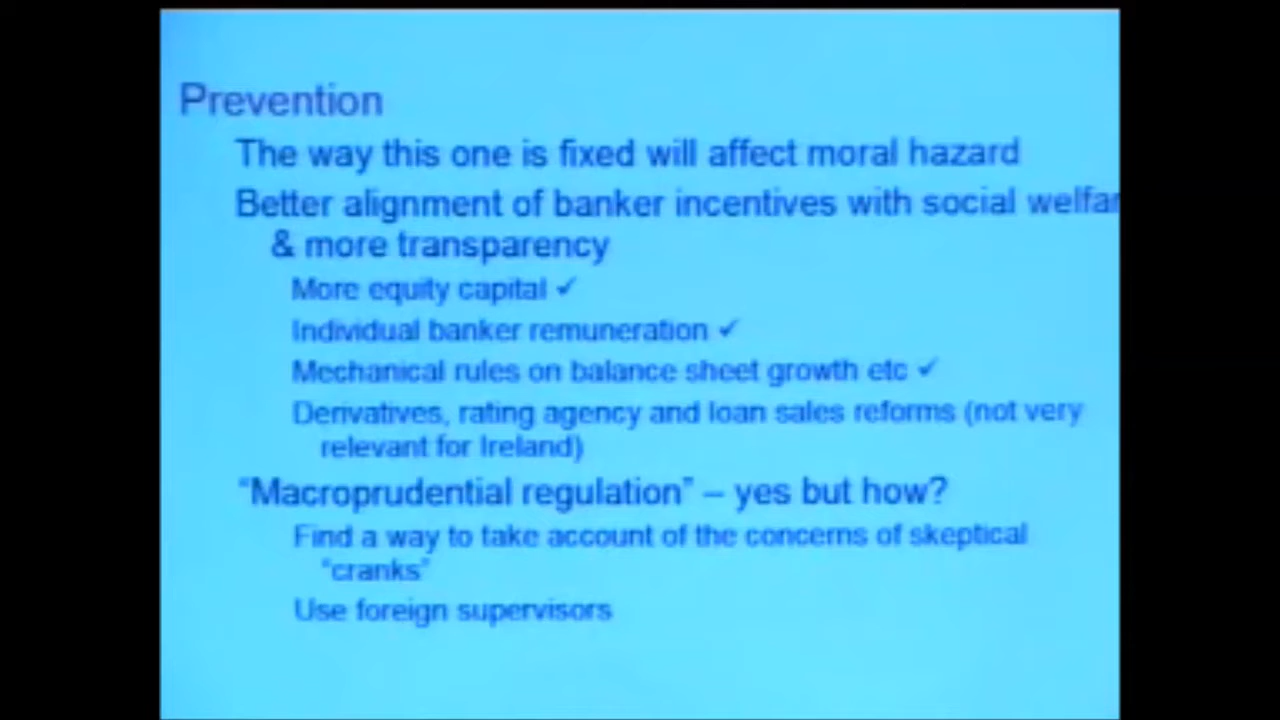 Prevention
The way this one is fixed will affect moral hazard
Better alignment of banker incentives with social welfar
& more transparency
More equity capital ✓
Individual banker remuneration ✓
Mechanical rules on balance sheet growth etc ✓
Derivatives, rating agency and loan sales reforms (not very
relevant for Ireland)
“Macroprudential regulation” – yes but how?
Find a way to take account of the concerns of skeptical
“cranks”
Use foreign supervisors